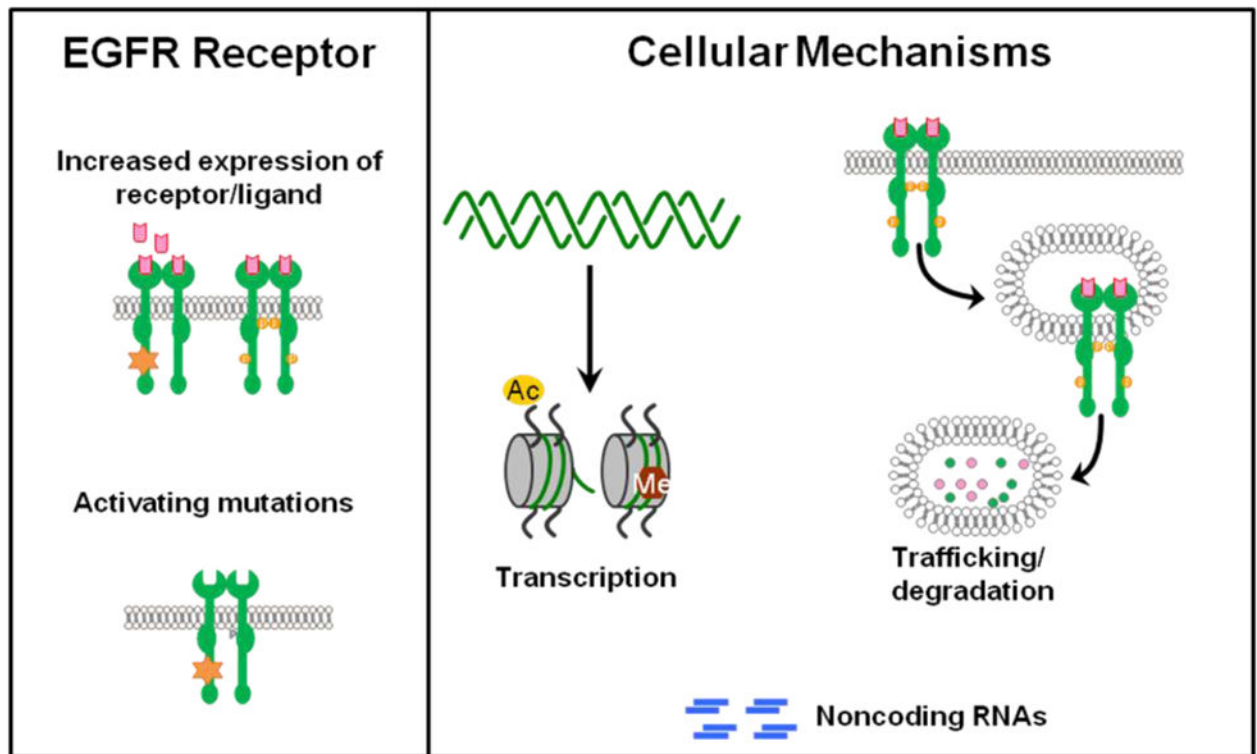 EGFR Receptor
Increased expression of
receptor/ligand
Activating mutations
Cellular Mechanisms
Ac
Me
Transcription
Trafficking/
degradation
Noncoding RNAs